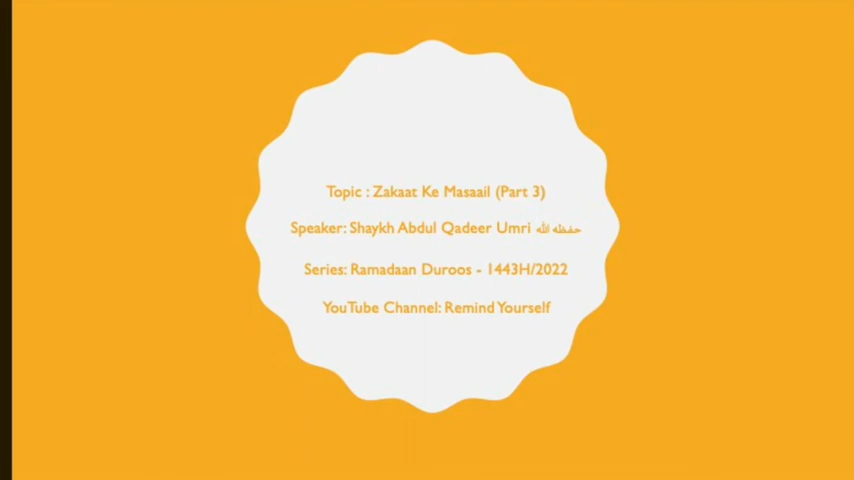 Topic : Zakaat Ke Masaail (Part 3)
Speaker: Shaykh Abdul Qadeer Umri حفظه الله
Series: Ramadaan Duroos - 1443H/2022
YouTube Channel: Remind Yourself